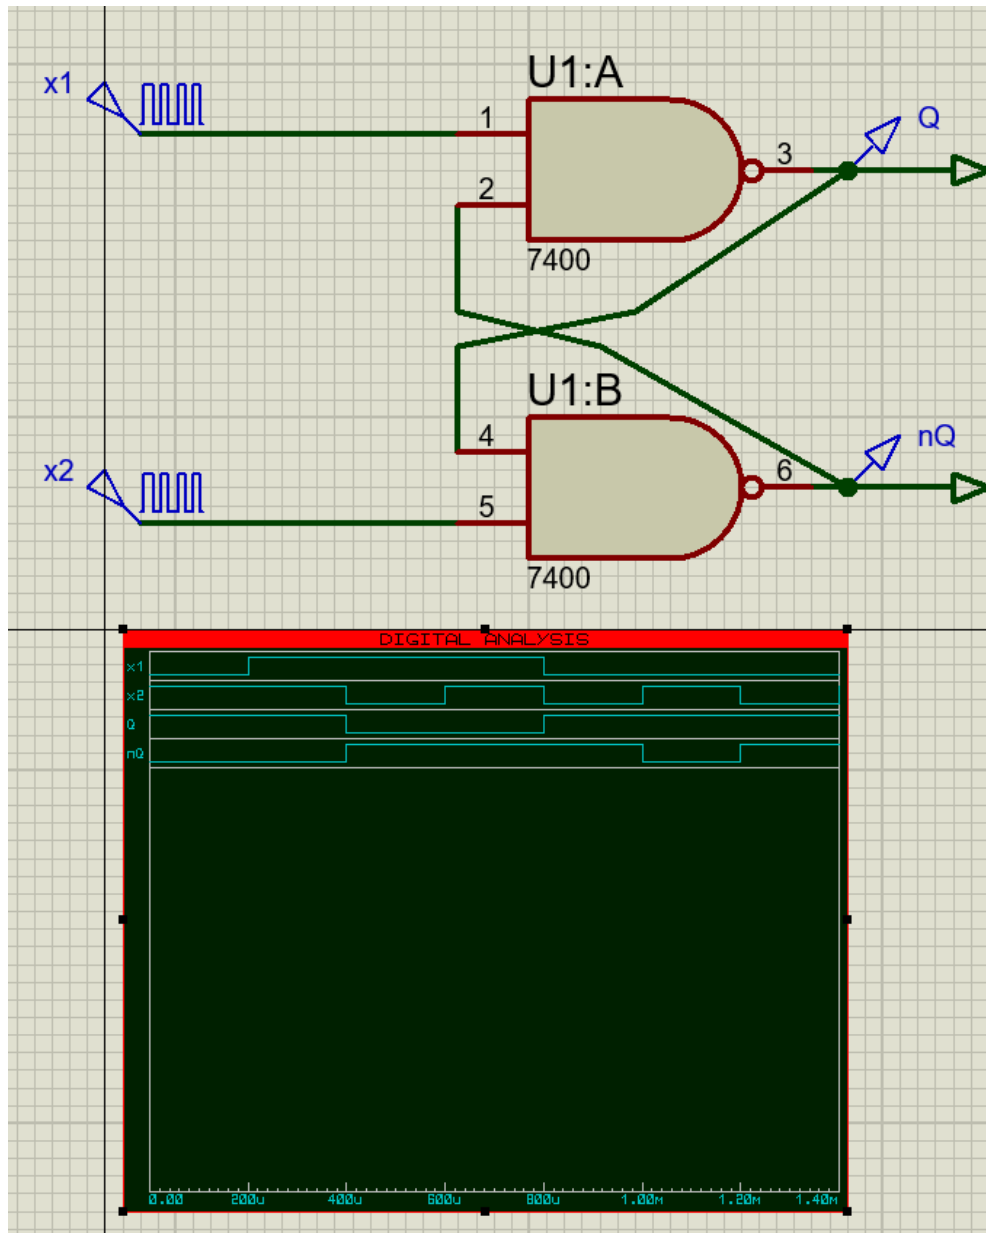 U1:A
x1
Q
1
3
2
7400
U1:B
nQ
4
x2
6
5
7400
DIGITAL ANALYSIS
x1
x2
Q
nQ
0.00 200u 400u 600u 800u 1.00m 1.20m 1.40m